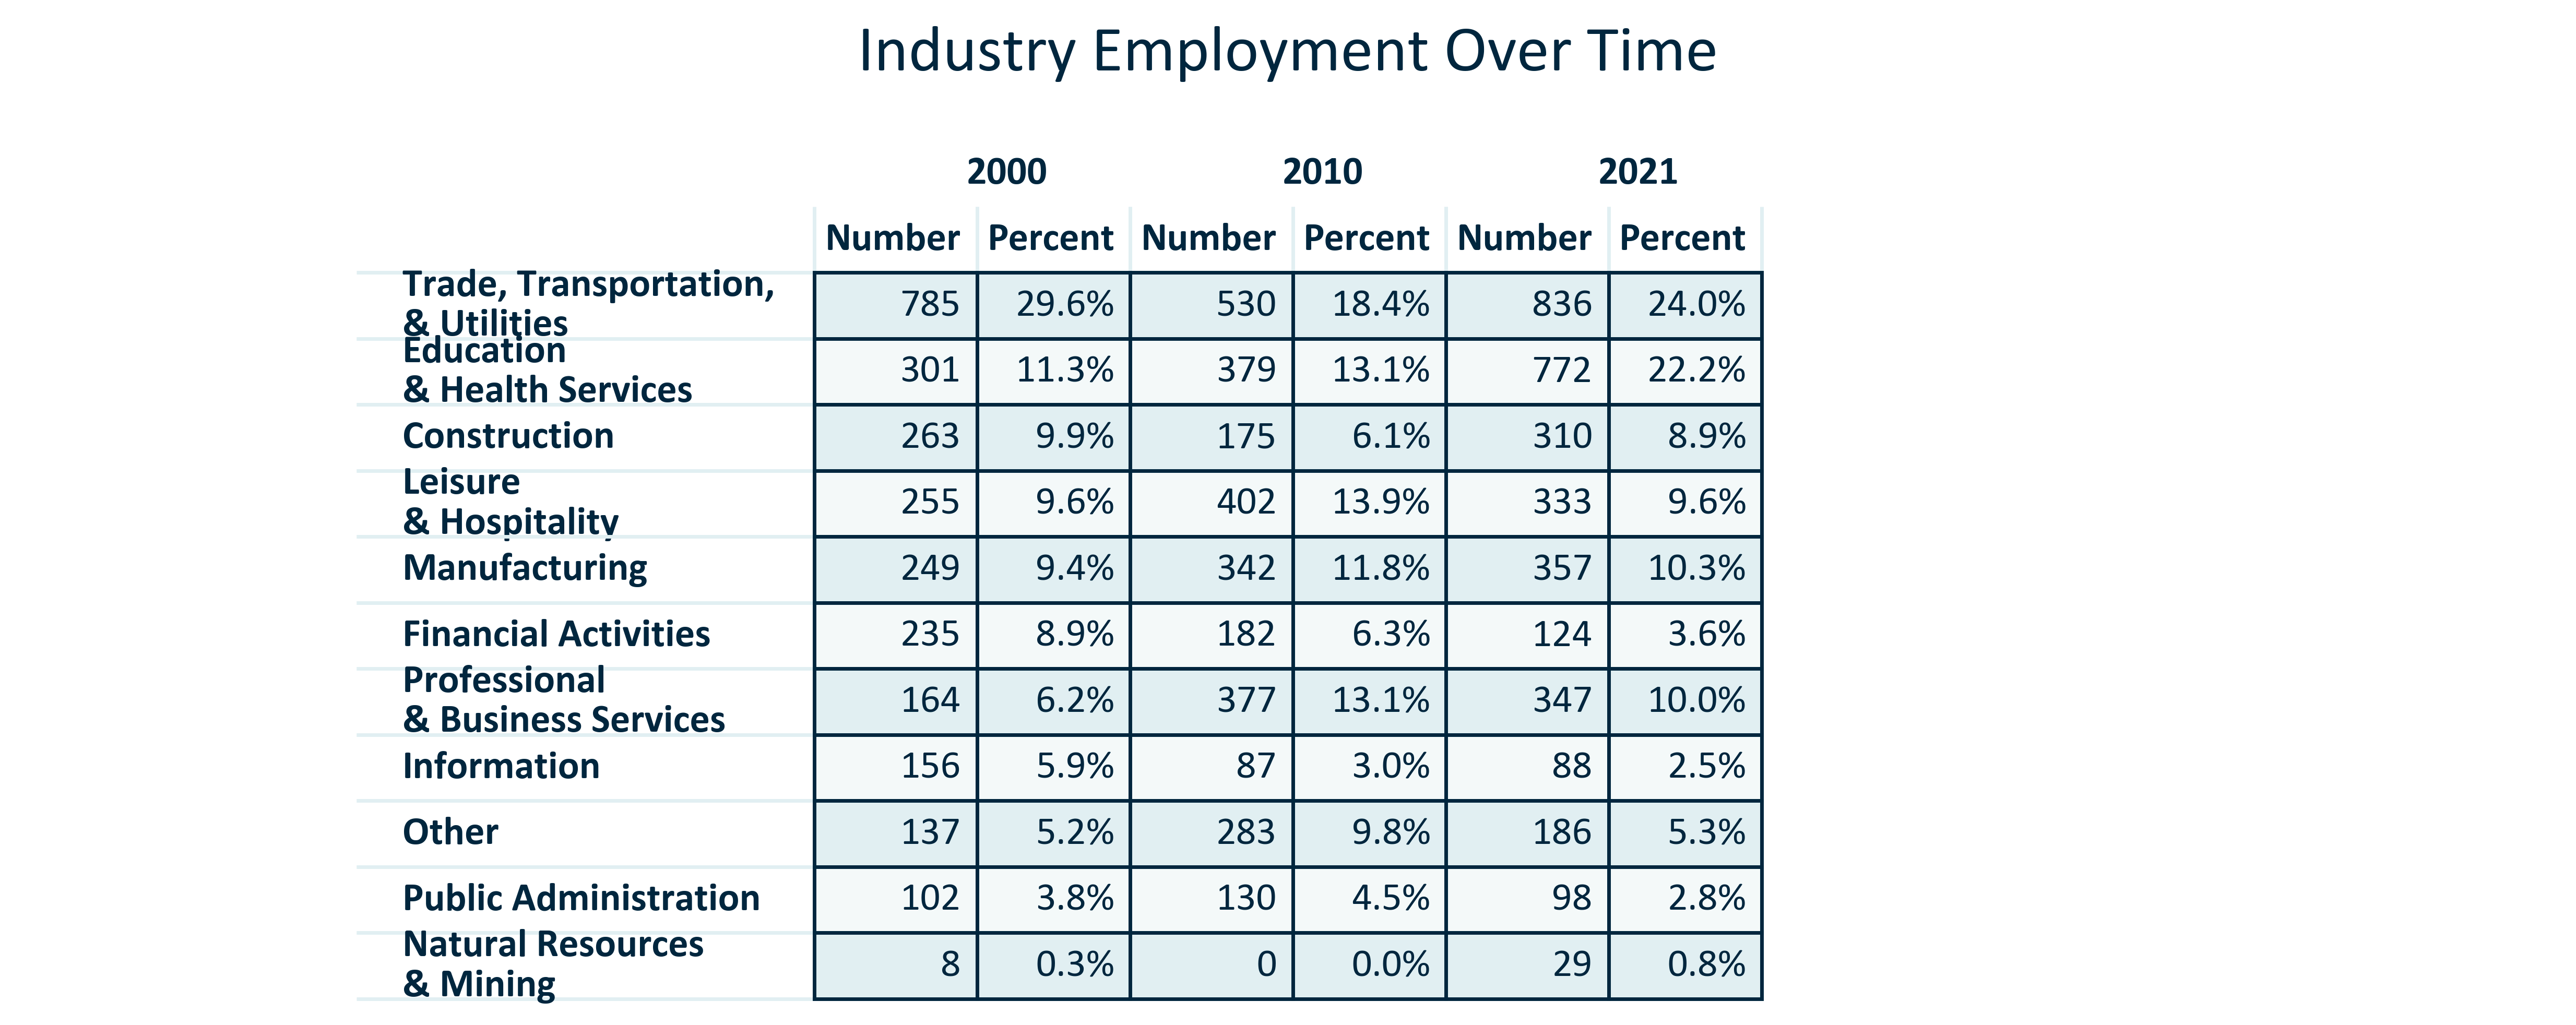 Industry Employment Over Time
2000 2010 2021
Number Percent Number Percent Number Percent
Trade, Transportation,
& Utilities 785 29.6% 530 18.4% 836 24.0%
Education
& Health Services 301 11.3% 379 13.1% 772 22.2%
Construction 263 9.9% 175 6.1% 310 8.9%
Leisure
& Hospitality 255 9.6% 402 13.9% 333 9.6%
Manufacturing 249 9.4% 342 11.8% 357 10.3%
Financial Activities 235 8.9% 182 6.3% 124 3.6%
Professional
& Business Services 164 6.2% 377 13.1% 347 10.0%
Information 156 5.9% 87 3.0% 88 2.5%
Other 137 5.2% 283 9.8% 186 5.3%
Public Administration 102 3.8% 130 4.5% 98 2.8%
Natural Resources
& Mining 8 0.3% 0 0.0% 29 0.8%